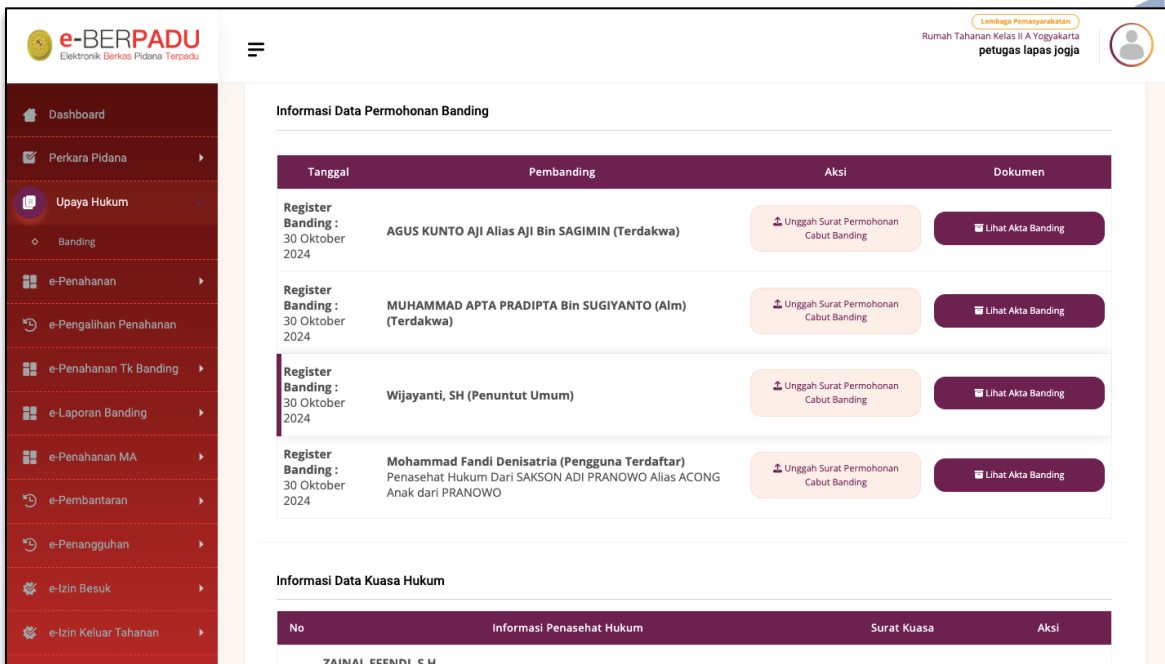 e-BERPADU
Elektronik Berkas Pidana Terpadu
Lembaga Pemasyarakatan
Rumah Tahanan Kelas II A Yogyakarta
petugas lapas jogja
Dashboard
Perkara Pidana
Upaya Hukum
Banding
e-Penahanan
e-Pengalihan Penahanan
e-Penahanan Tk Banding
e-Laporan Banding
e-Penahanan MA
e-Pembantaran
e-Penangguhan
e-Izin Besuk
e-Izin Keluar Tahanan
Informasi Data Permohonan Banding
Tanggal Pembanding Aksi Dokumen
Register
Banding :
30 Oktober
2024
AGUS KUNTO AJI Alias AJI Bin SAGIMIN (Terdakwa)
Unggah Surat Permohonan
Cabut Banding
Lihat Akta Banding
Register
Banding :
30 Oktober
2024
MUHAMMAD APTA PRADIPTA Bin SUGIYANTO (Alm)
(Terdakwa)
Unggah Surat Permohonan
Cabut Banding
Lihat Akta Banding
Register
Banding :
30 Oktober
2024
Wijayanti, SH (Penuntut Umum)
Unggah Surat Permohonan
Cabut Banding
Lihat Akta Banding
Register
Banding :
30 Oktober
2024
Mohammad Fandi Denisatria (Pengguna Terdaftar)
Penasehat Hukum Dari SAKSON ADI PRANOWO Alias ACONG
Anak dari PRANOWO
Unggah Surat Permohonan
Cabut Banding
Lihat Akta Banding
Informasi Data Kuasa Hukum
No Informasi Penasehat Hukum Surat Kuasa Aksi
ZAINAL EFENDI, S.H